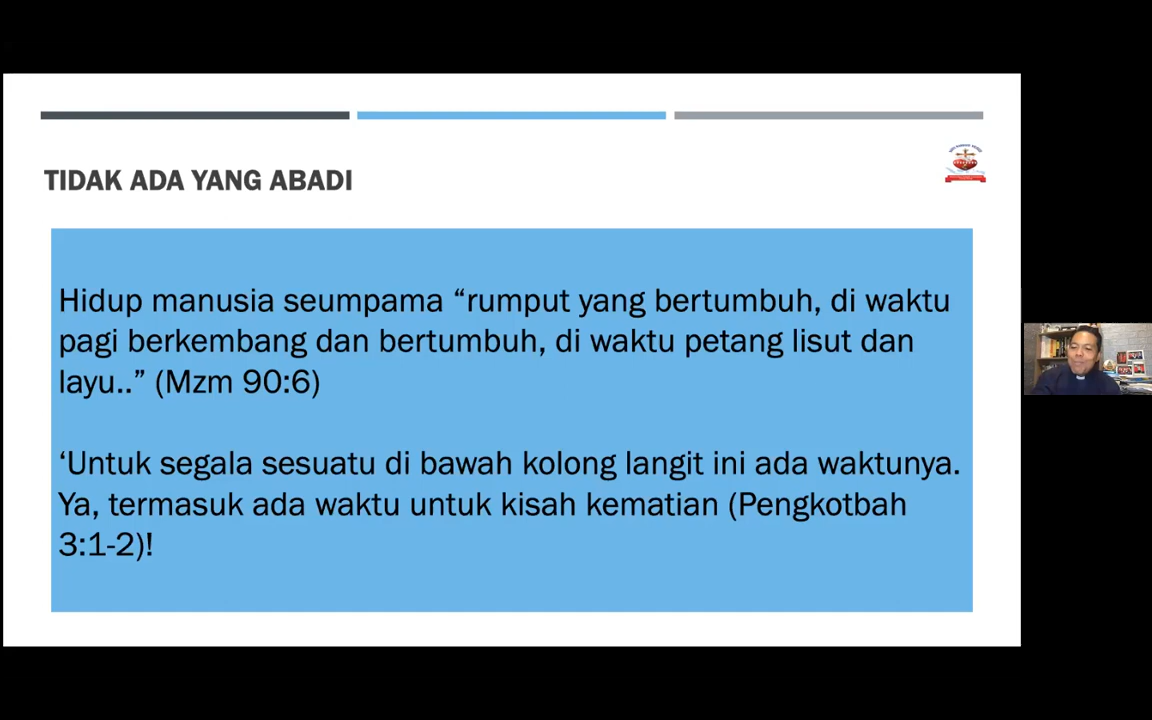 TIDAK ADA YANG ABADI
Hidup manusia seumpama “rumput yang bertumbuh, di waktu
pagi berkembang dan bertumbuh, di waktu petang lisut dan
layu..” (Mzm 90:6)
‘Untuk segala sesuatu di bawah kolong langit ini ada waktunya.
Ya, termasuk ada waktu untuk kisah kematian (Pengkotbah
3:1-2)!